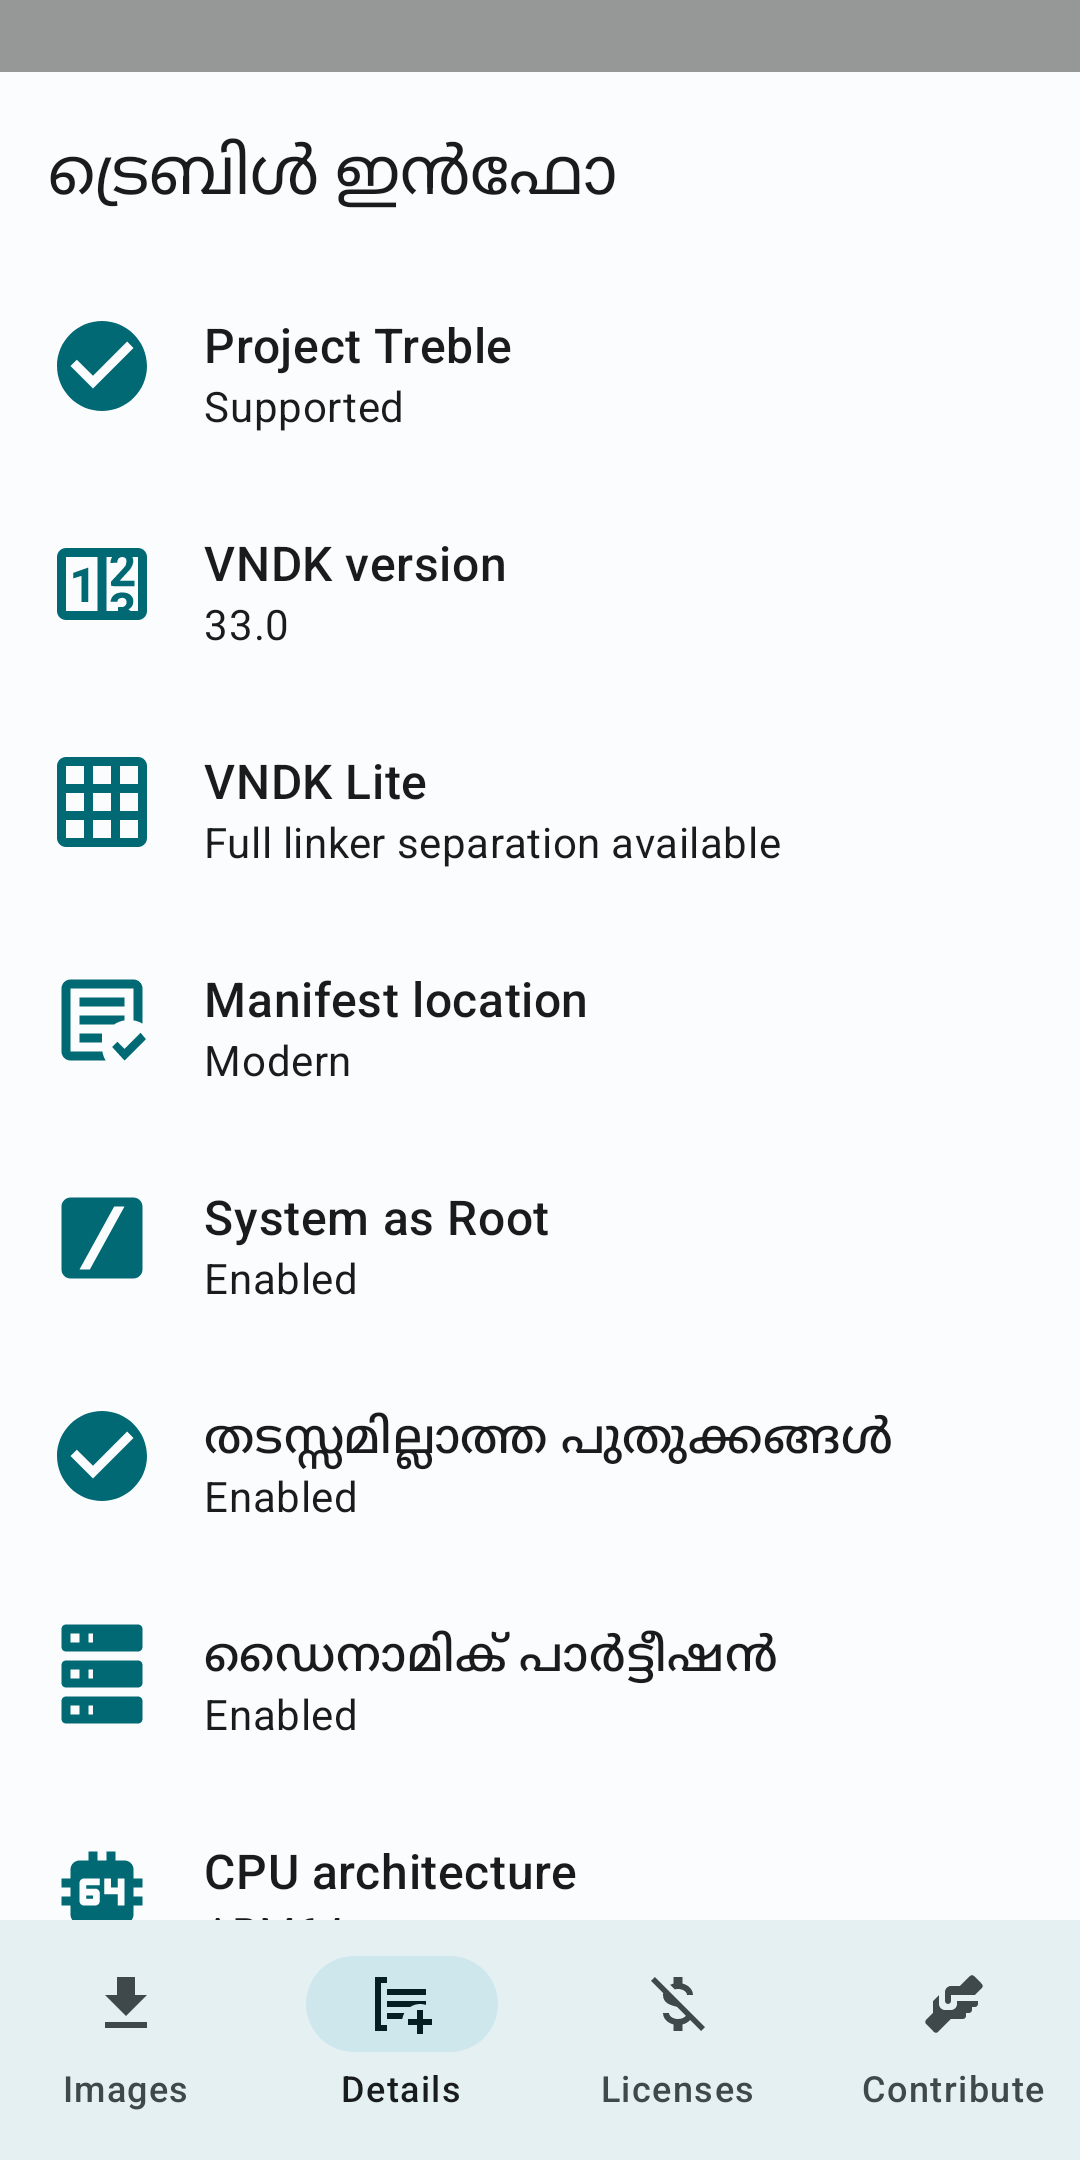 ട്രെബിൾ ഇൻഫോ
Project Treble
Supported
VNDK version
33.0
VNDK Lite
Full linker separation available
Manifest location
Modern
System as Root
Enabled
തടസ്സമില്ലാത്ത പുതുക്കങ്ങൾ
Enabled
ഡൈനാമിക് പാർട്ടീഷൻ
Enabled
CPU architecture
Images
Details
Licenses
Contribute